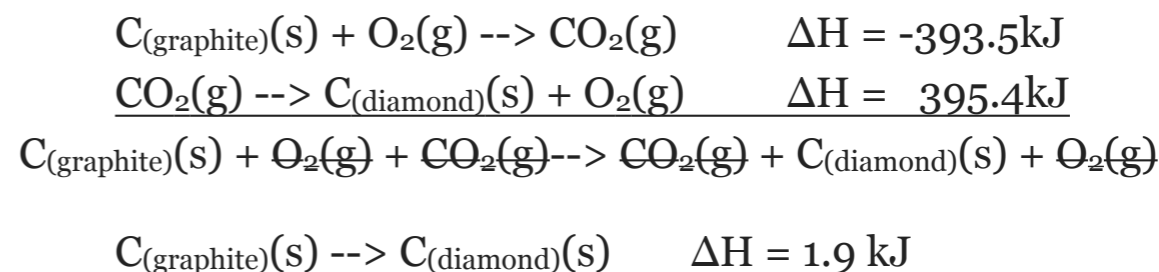 C(graphite)(s) + O₂(g) --> CO₂(g) ΔH = -393.5kJ
CO₂(g) --> C(diamond)(s) + O₂(g) ΔH = 395.4kJ
C(graphite)(s) + O₂(g) + CO₂(g)--> CO₂(g) + C(diamond)(s) + O₂(g)
C(graphite)(s) --> C(diamond)(s) ΔH = 1.9 kJ